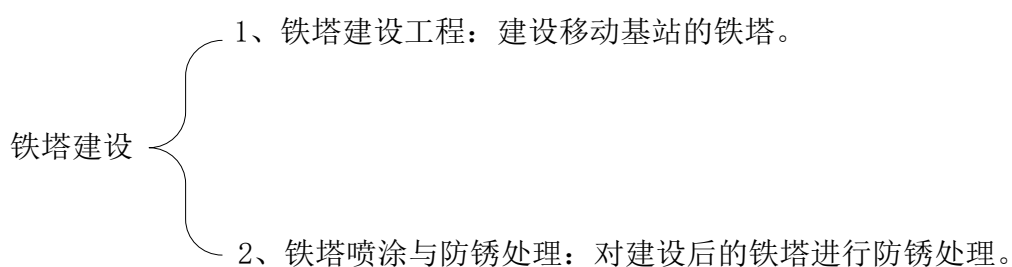 1、铁塔建设工程：建设移动基站的铁塔。
铁塔建设
2、铁塔喷涂与防锈处理：对建设后的铁塔进行防锈处理。